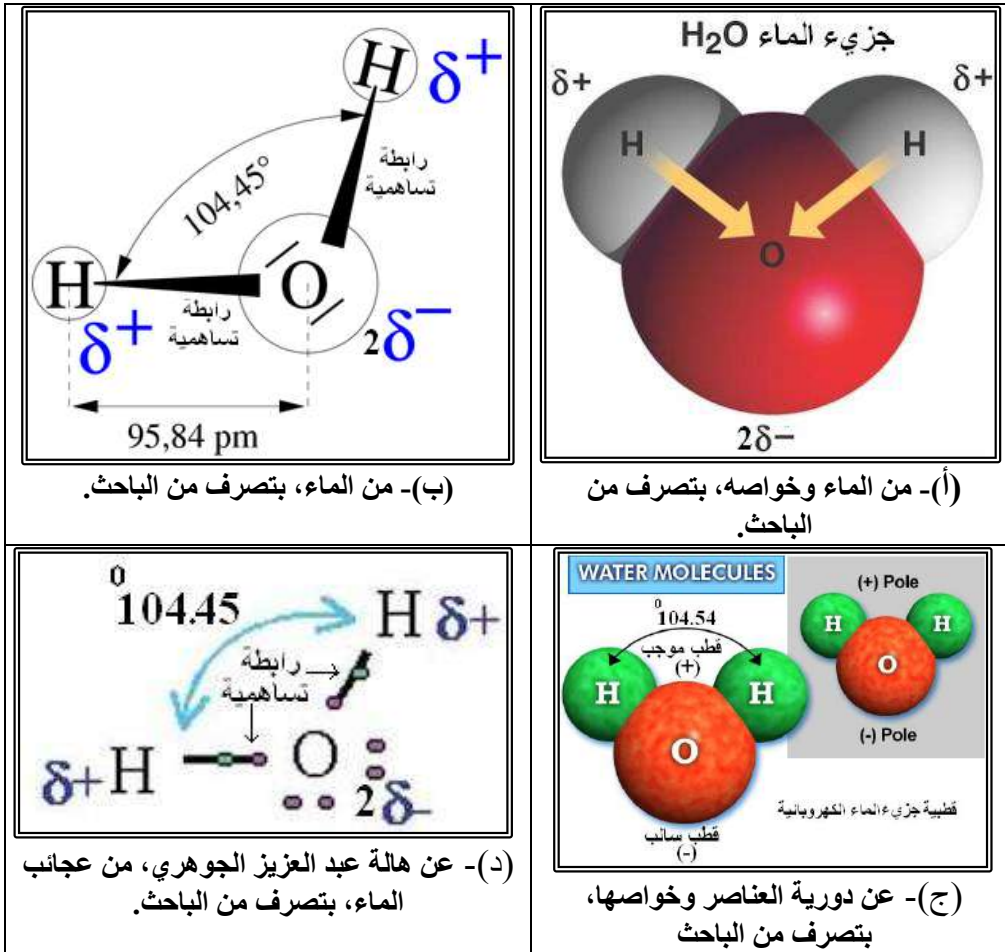 جزيء الماء H₂O
δ+
δ+
H
H
O
2δ−
(أ)- من الماء وخواصه، بتصرف من
الباحث.
H
δ+
رابطة
تساهمية
104,45°
H
O
δ+
رابطة
تساهمية
2δ−
95,84 pm
(ب)- من الماء، بتصرف من الباحث.
WATER MOLECULES
(+) Pole
0
104.54
قطب موجب
(+)
H
H
H
H
O
O
(-) Pole
قطبية جزيء الماء الكهروبائية
قطب سالب
(-)
(ج)- عن دورية العناصر وخواصها،
بتصرف من الباحث
0
104.45
H δ+
رابطة
تساهمية
δ+ H
O
2 δ-
(د)- عن هالة عبد العزيز الجوهري، من عجائب
الماء، بتصرف من الباحث.